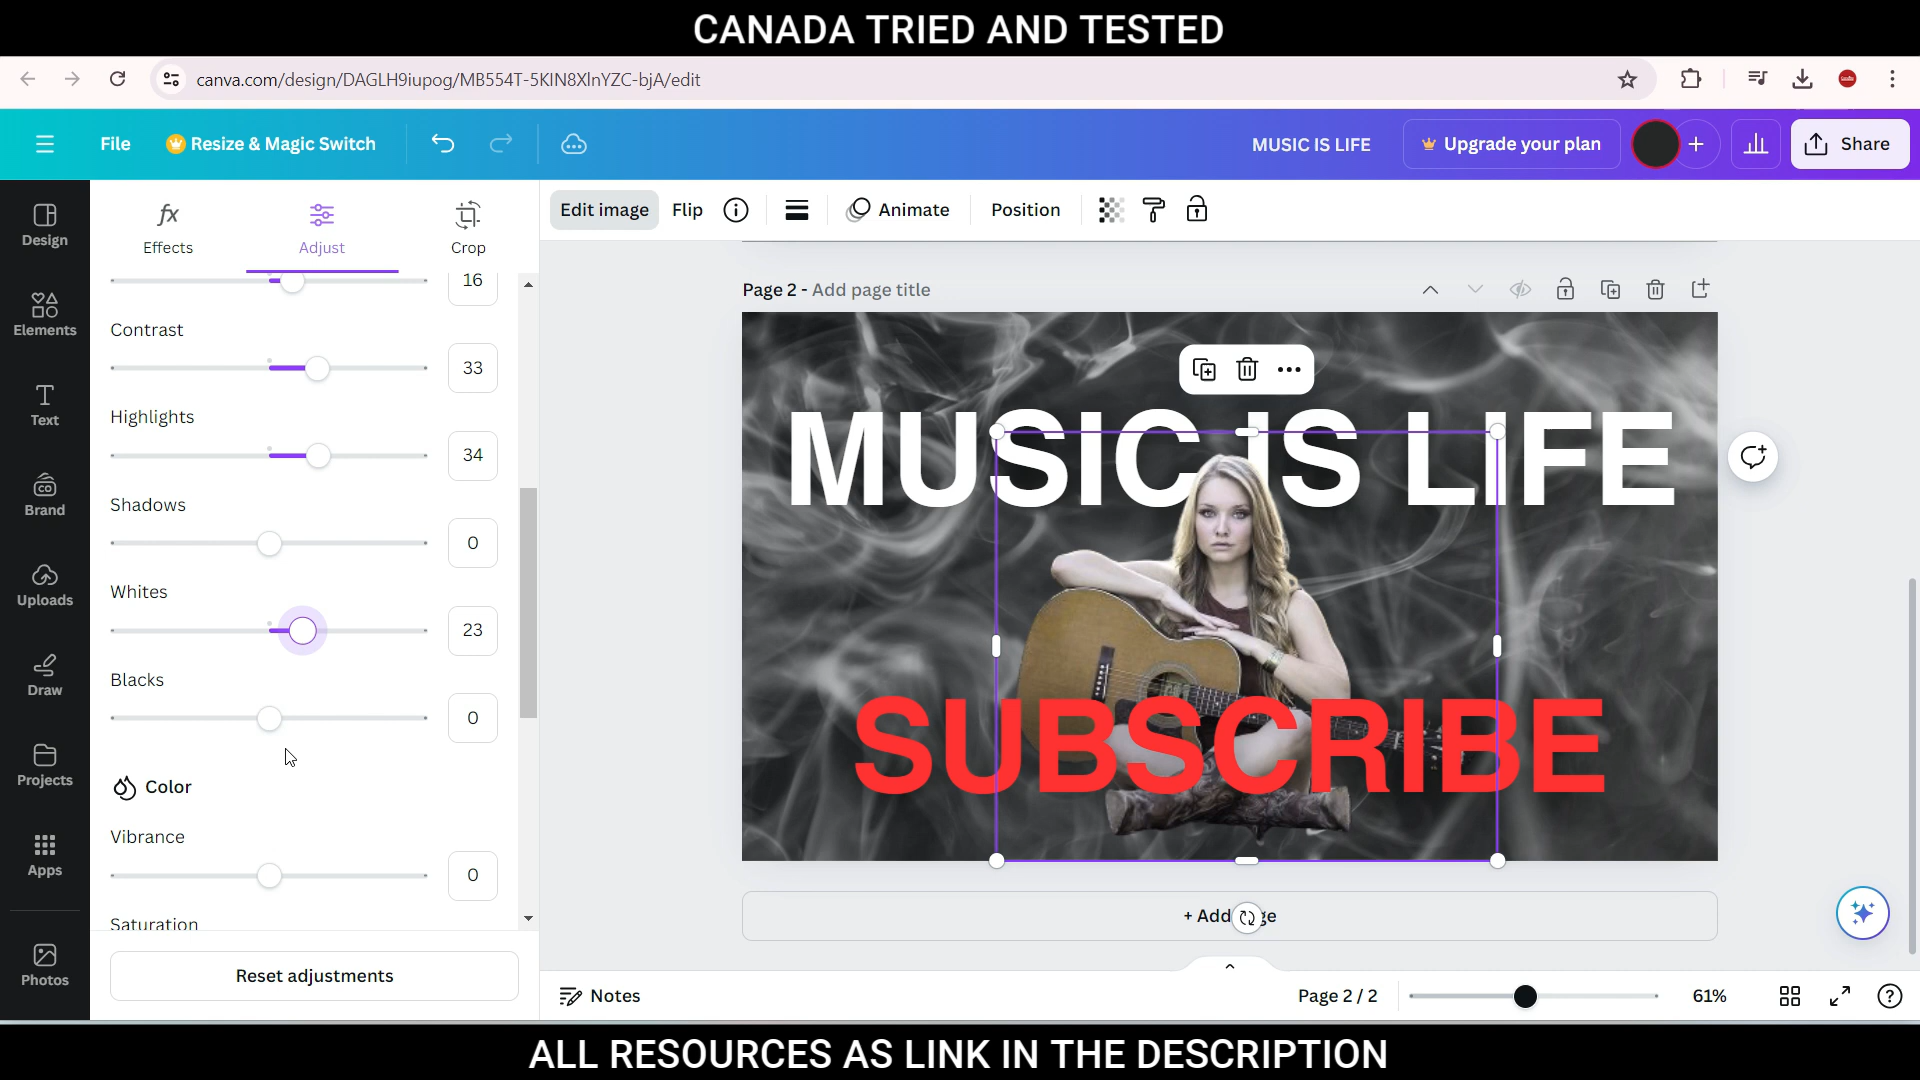 CANADA TRIED AND TESTED
canva.com/design/DAGLH9iupog/MB554T-5KlN8XlnYZC-bjA/edit
File
Resize & Magic Switch
MUSIC IS LIFE
Upgrade your plan
Share
Design
Elements
Text
Brand
Uploads
Draw
Projects
Apps
Photos
Effects
Adjust
Crop
16
Contrast
33
Highlights
34
Shadows
0
Whites
23
Blacks
0
Color
Vibrance
0
Saturation
Reset adjustments
Edit image
Flip
Animate
Position
Page 2 - Add page title
MUSIC iS LIFE
SUBSCRIBE
+ Add ge
Notes
Page 2 / 2
61%
ALL RESOURCES AS LINK IN THE DESCRIPTION